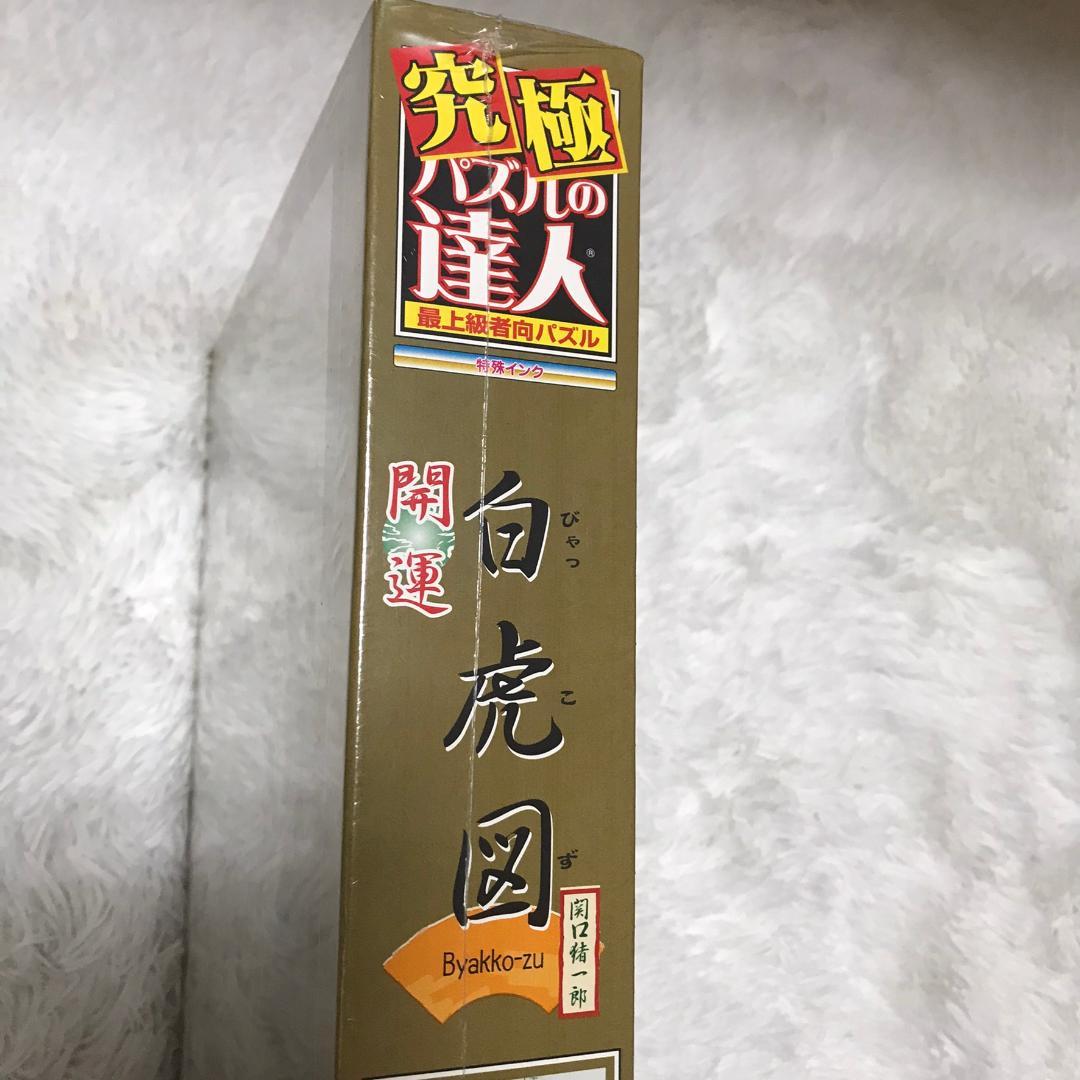 究極
パズルの
達人®
最上級者向パズル
特殊インク
開運
白虎図
びゃっこず
Byakko-zu
関口猪一郎